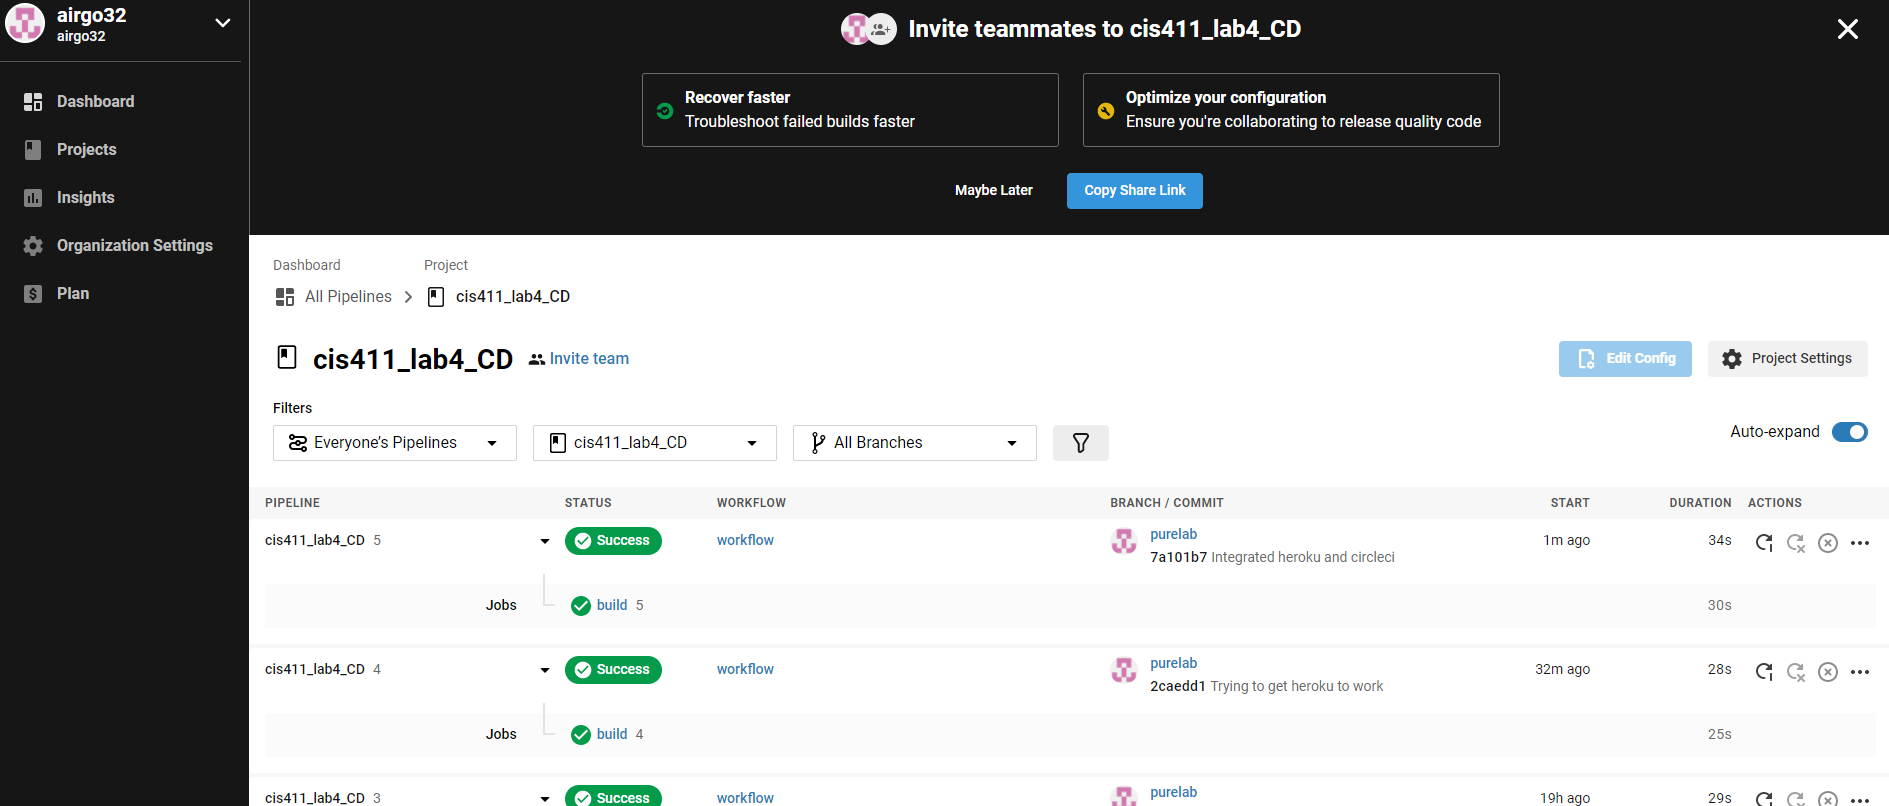 airgo32
airgo32
Dashboard
Projects
Insights
Organization Settings
Plan
Invite teammates to cis411_lab4_CD
Recover faster
Troubleshoot failed builds faster
Optimize your configuration
Ensure you're collaborating to release quality code
Maybe Later
Copy Share Link
Dashboard Project
All Pipelines cis411_lab4_CD
cis411_lab4_CD Invite team
Edit Config Project Settings
Filters
Everyone's Pipelines cis411_lab4_CD All Branches
Auto-expand
PIPELINE STATUS WORKFLOW BRANCH / COMMIT START DURATION ACTIONS
cis411_lab4_CD 5 Success workflow purelab 1m ago 34s
7a101b7 Integrated heroku and circleci
Jobs build 5 30s
cis411_lab4_CD 4 Success workflow purelab 32m ago 28s
2caedd1 Trying to get heroku to work
Jobs build 4 25s
cis411_lab4_CD 3 Success workflow purelab 19h ago 29s